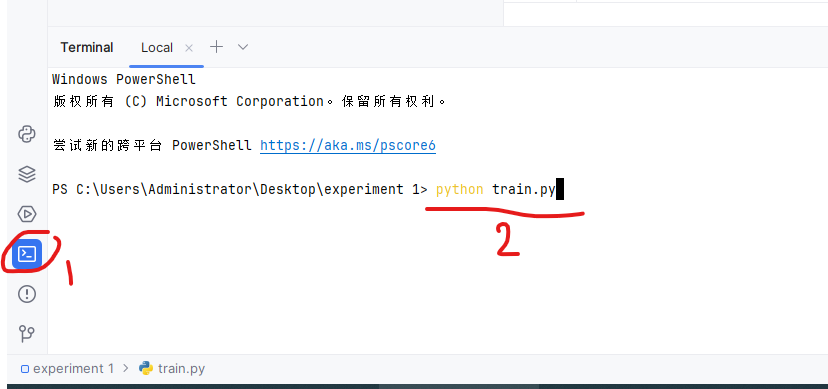 Terminal Local
Windows PowerShell
版权所有 (C) Microsoft Corporation。保留所有权利。
尝试新的跨平台 PowerShell https://aka.ms/pscore6
PS C:\Users\Administrator\Desktop\experiment 1> python train.py
1
2
experiment 1 > train.py